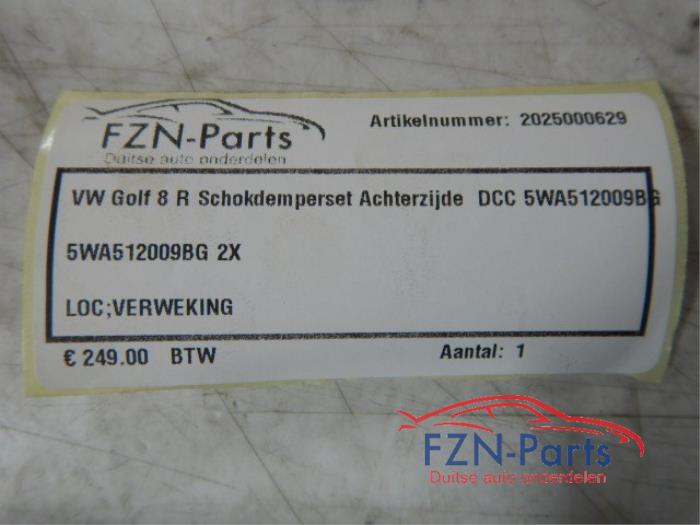 FZN-Parts
Duitse auto onderdelen
Artikelnummer: 2025000629
VW Golf 8 R Schokdemperset Achterzijde DCC 5WA512009BG
5WA512009BG 2X
LOC;VERWEKING
€ 249.00 BTW
Aantal: 1
FZN-Parts
Duitse auto onderdelen